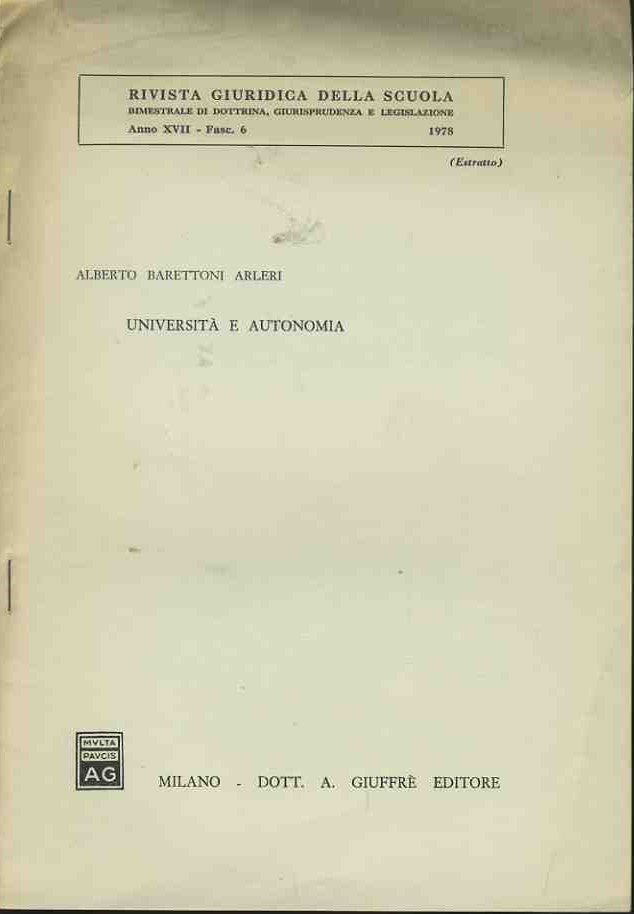 RIVISTA GIURIDICA DELLA SCUOLA
BIMESTRALE DI DOTTRINA, GIURISPRUDENZA E LEGISLAZIONE
Anno XVII - Fasc. 6 1978
(Estratto)
ALBERTO BARETTONI ARLERI
UNIVERSITÀ E AUTONOMIA
MVLTA
PAVCIS
AG
MILANO - DOTT. A. GIUFFRÈ EDITORE